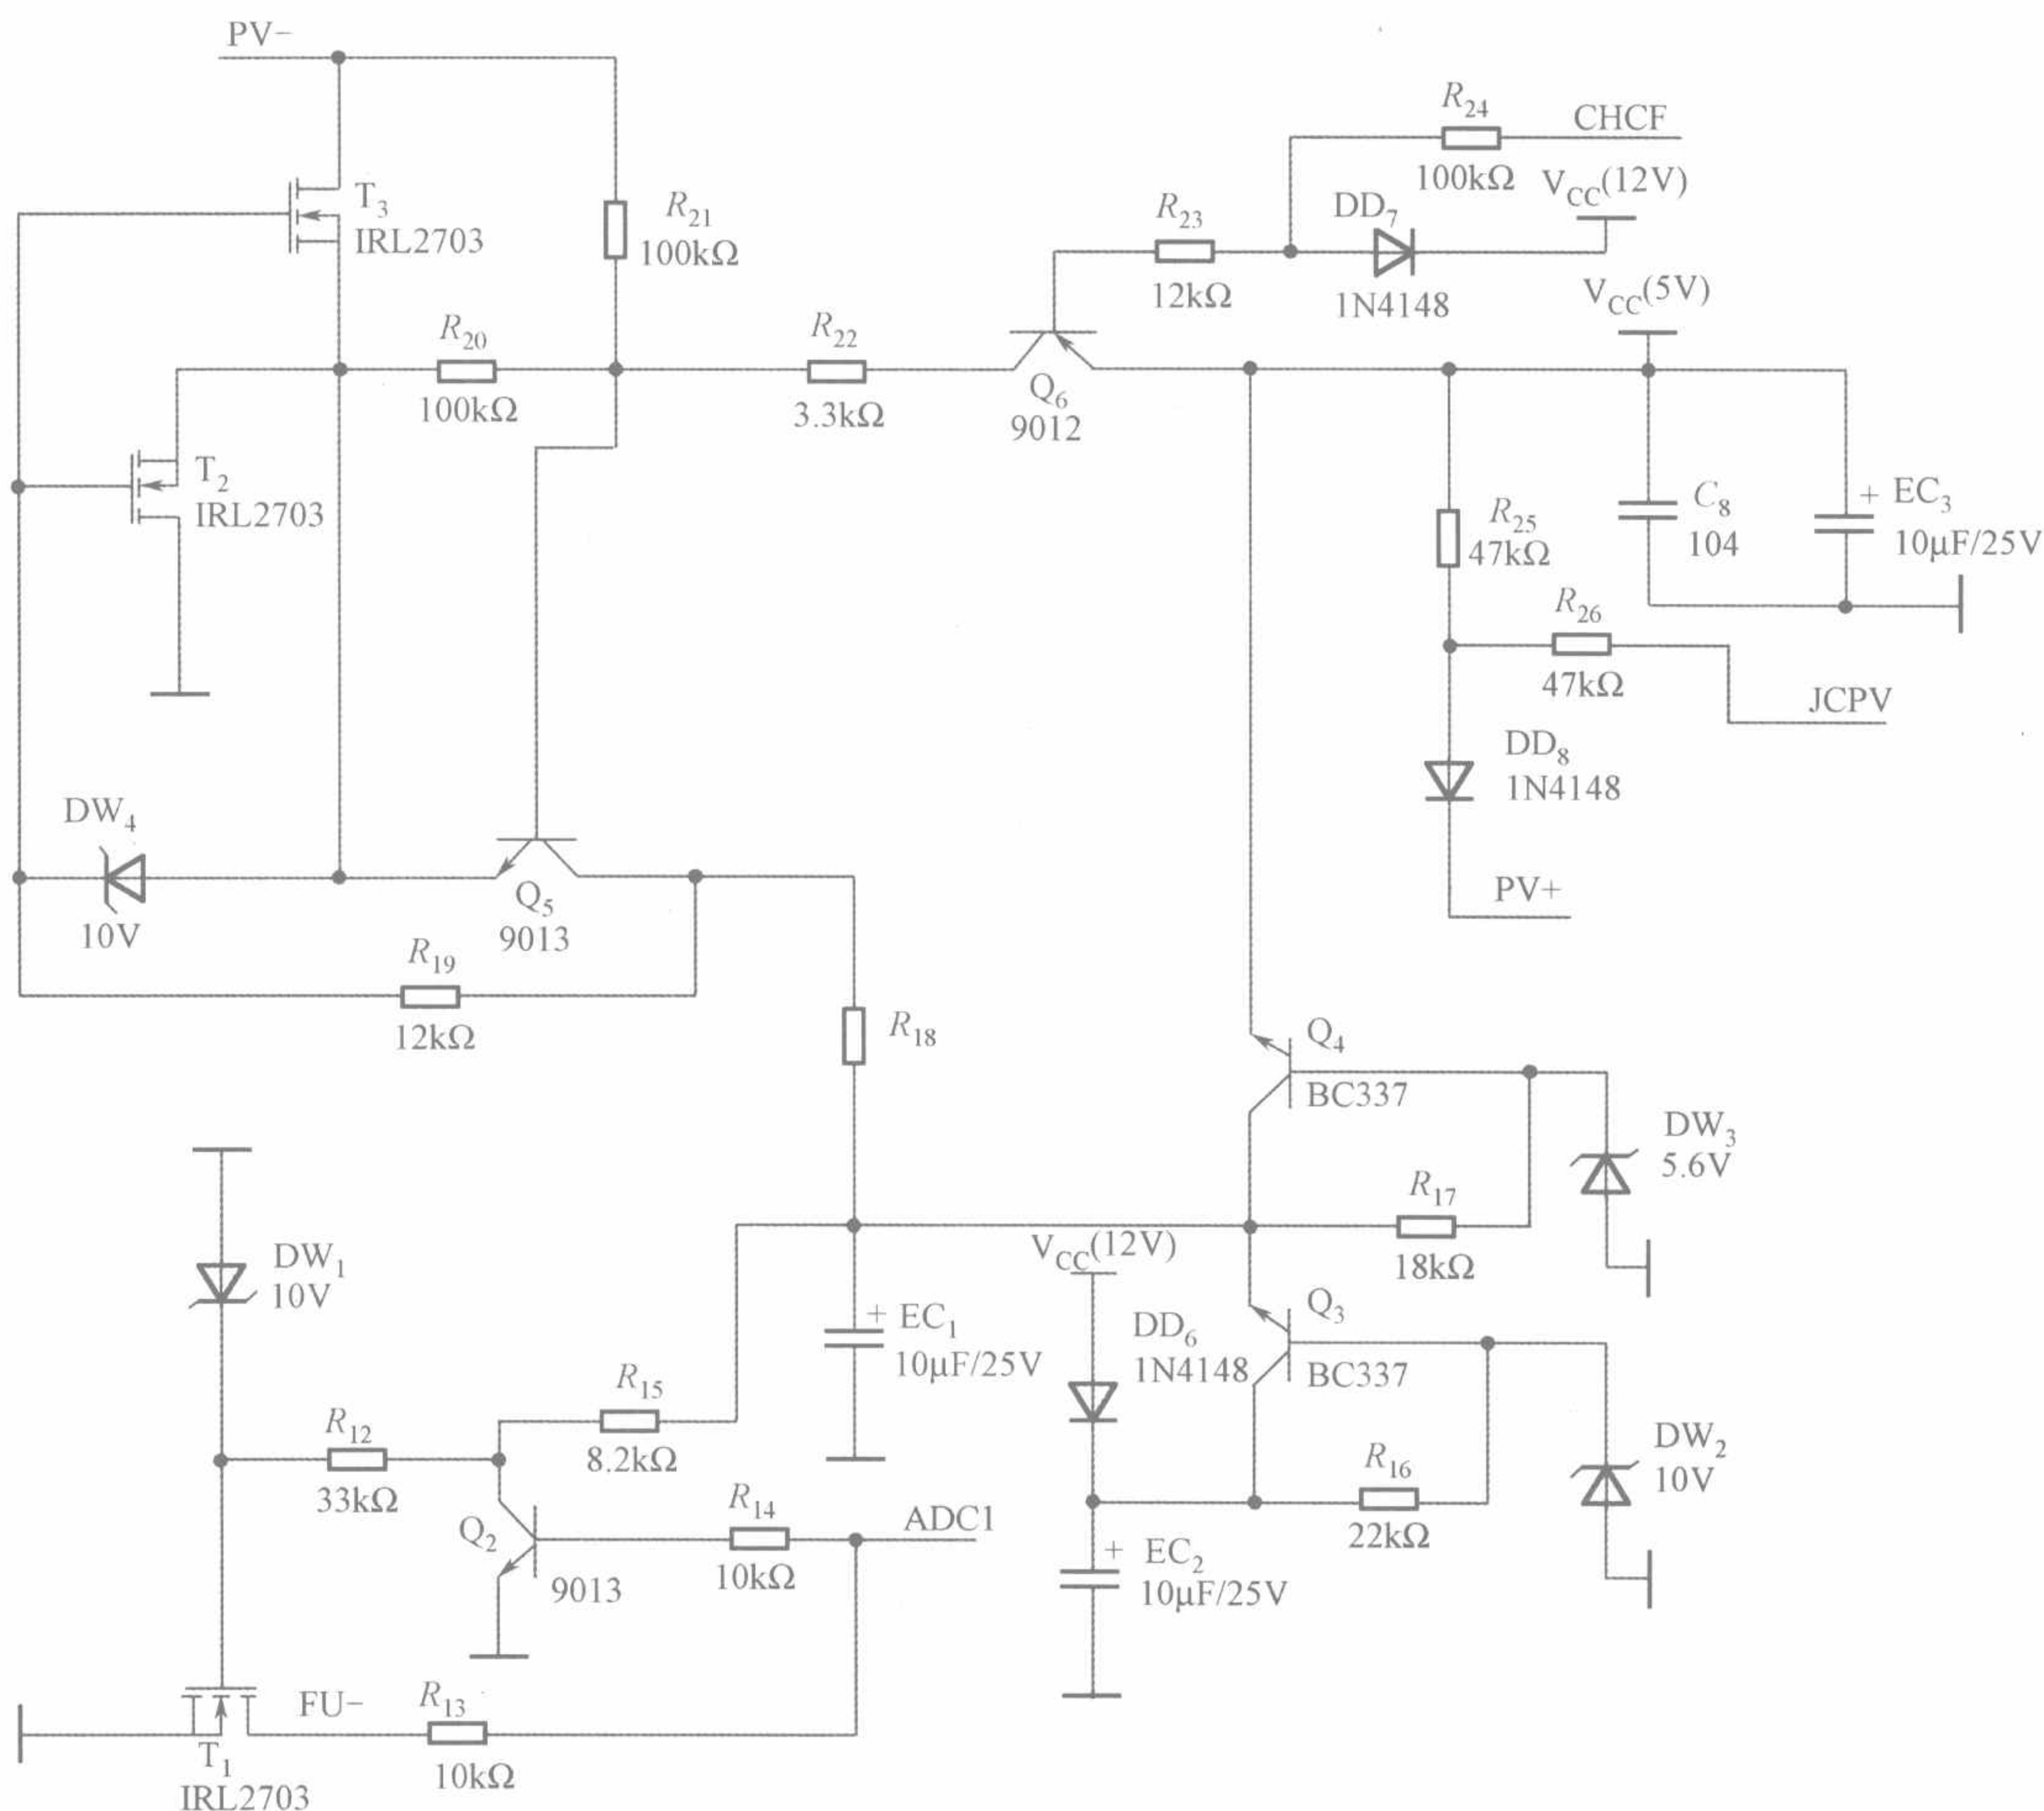 PV−
R24
CHCF
100kΩ
VCC(12V)
T3
IRL2703
R21
100kΩ
R23
12kΩ
DD7
1N4148
VCC(5V)
R20
100kΩ
R22
3.3kΩ
Q6
9012
T2
IRL2703
R25
47kΩ
C8
104
+ EC3
10μF/25V
R26
47kΩ
JCPV
DD8
1N4148
PV+
DW4
10V
Q5
9013
R19
12kΩ
R18
Q4
BC337
DW3
5.6V
R17
18kΩ
VCC(12V)
DW1
10V
+ EC1
10μF/25V
DD6
1N4148
Q3
BC337
R15
8.2kΩ
R12
33kΩ
R14
10kΩ
ADC1
R16
22kΩ
DW2
10V
Q2
9013
+ EC2
10μF/25V
FU−
R13
10kΩ
T1
IRL2703